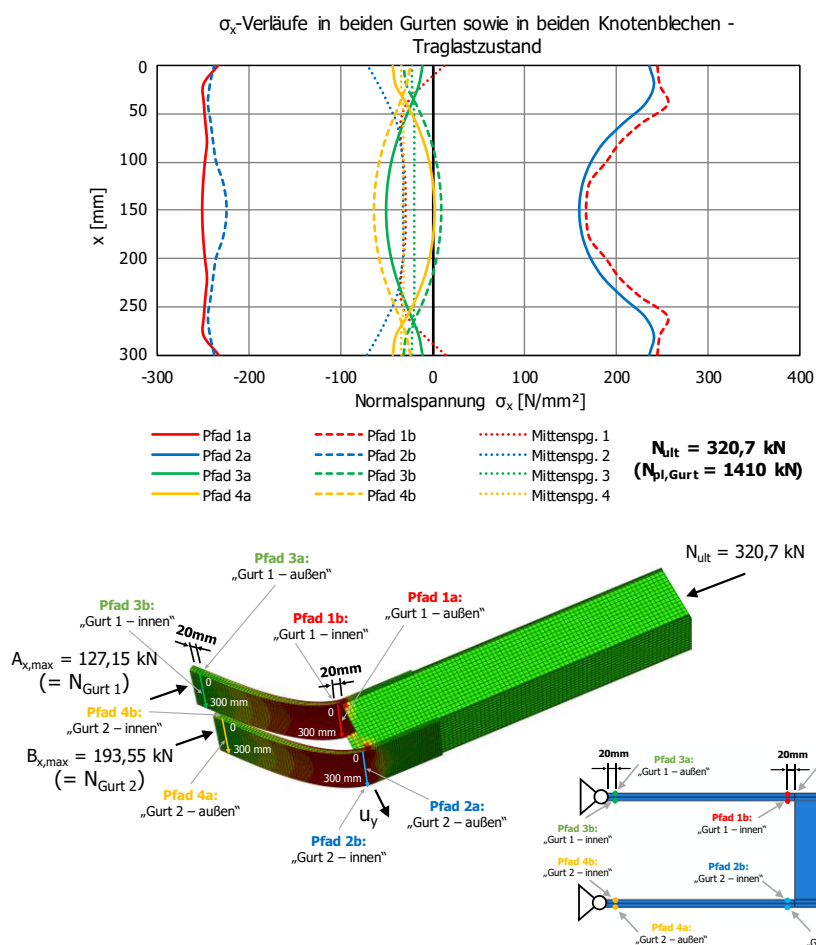 σx-Verläufe in beiden Gurten sowie in beiden Knotenblechen -
Traglastzustand
0
50
100
150
200
250
300
x [mm]
-300 -200 -100 0 100 200 300 400
Normalspannung σx [N/mm²]
Pfad 1a Pfad 1b Mittenspg. 1
Pfad 2a Pfad 2b Mittenspg. 2
Pfad 3a Pfad 3b Mittenspg. 3
Pfad 4a Pfad 4b Mittenspg. 4
Nult = 320,7 kN
(Npl,Gurt = 1410 kN)
Nult = 320,7 kN
Pfad 3a:
„Gurt 1 – außen“
Pfad 1a:
„Gurt 1 – außen“
Pfad 3b:
„Gurt 1 – innen“
Pfad 1b:
„Gurt 1 – innen“
20mm
20mm
Ax,max = 127,15 kN
(= NGurt 1)
0
300 mm
0
300 mm
Pfad 4b:
„Gurt 2 – innen“
0
300 mm
0
300 mm
Bx,max = 193,55 kN
(= NGurt 2)
Pfad 4a:
„Gurt 2 – außen“
uy
Pfad 2a:
„Gurt 2 – außen“
Pfad 2b:
„Gurt 2 – innen“
20mm
20mm
Pfad 3a:
„Gurt 1 – außen“
Pfad 1b:
„Gurt 1 – innen“
Pfad 3b:
„Gurt 1 – innen“
Pfad 4b:
„Gurt 2 – innen“
Pfad 2b:
„Gurt 2 – innen“
Pfad 4a:
„Gurt 2 – außen“